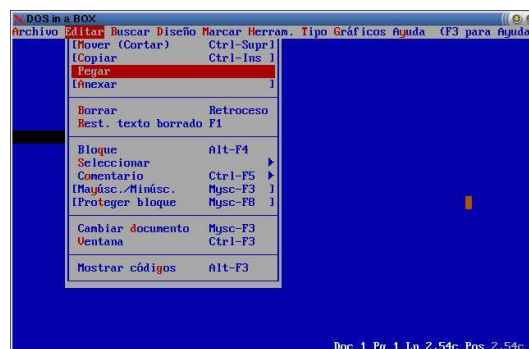 DOS in a BOX
Archivo Editar Buscar Diseño Marcar Herram. Tipo Gráficos Ayuda (F3 para Ayuda
[Mover (Cortar) Ctrl-Supr]
[Copiar Ctrl-Ins ]
Pegar
[Anexar ]
Borrar Retroceso
Rest. texto borrado F1
Bloque Alt-F4
Seleccionar
Comentario Ctrl-F5
[Mayúsc./Minúsc. Mysc-F3 ]
[Proteger bloque Mysc-F8 ]
Cambiar documento Mysc-F3
Ventana Ctrl-F3
Mostrar códigos Alt-F3
Doc 1 Pg 1 Ln 2.54c Pos 2.54c